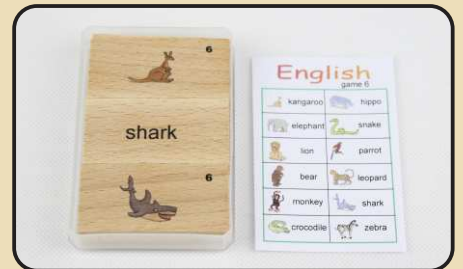 6
shark
6
English
game 6
kangaroo hippo
elephant snake
lion parrot
bear leopard
monkey shark
crocodile zebra